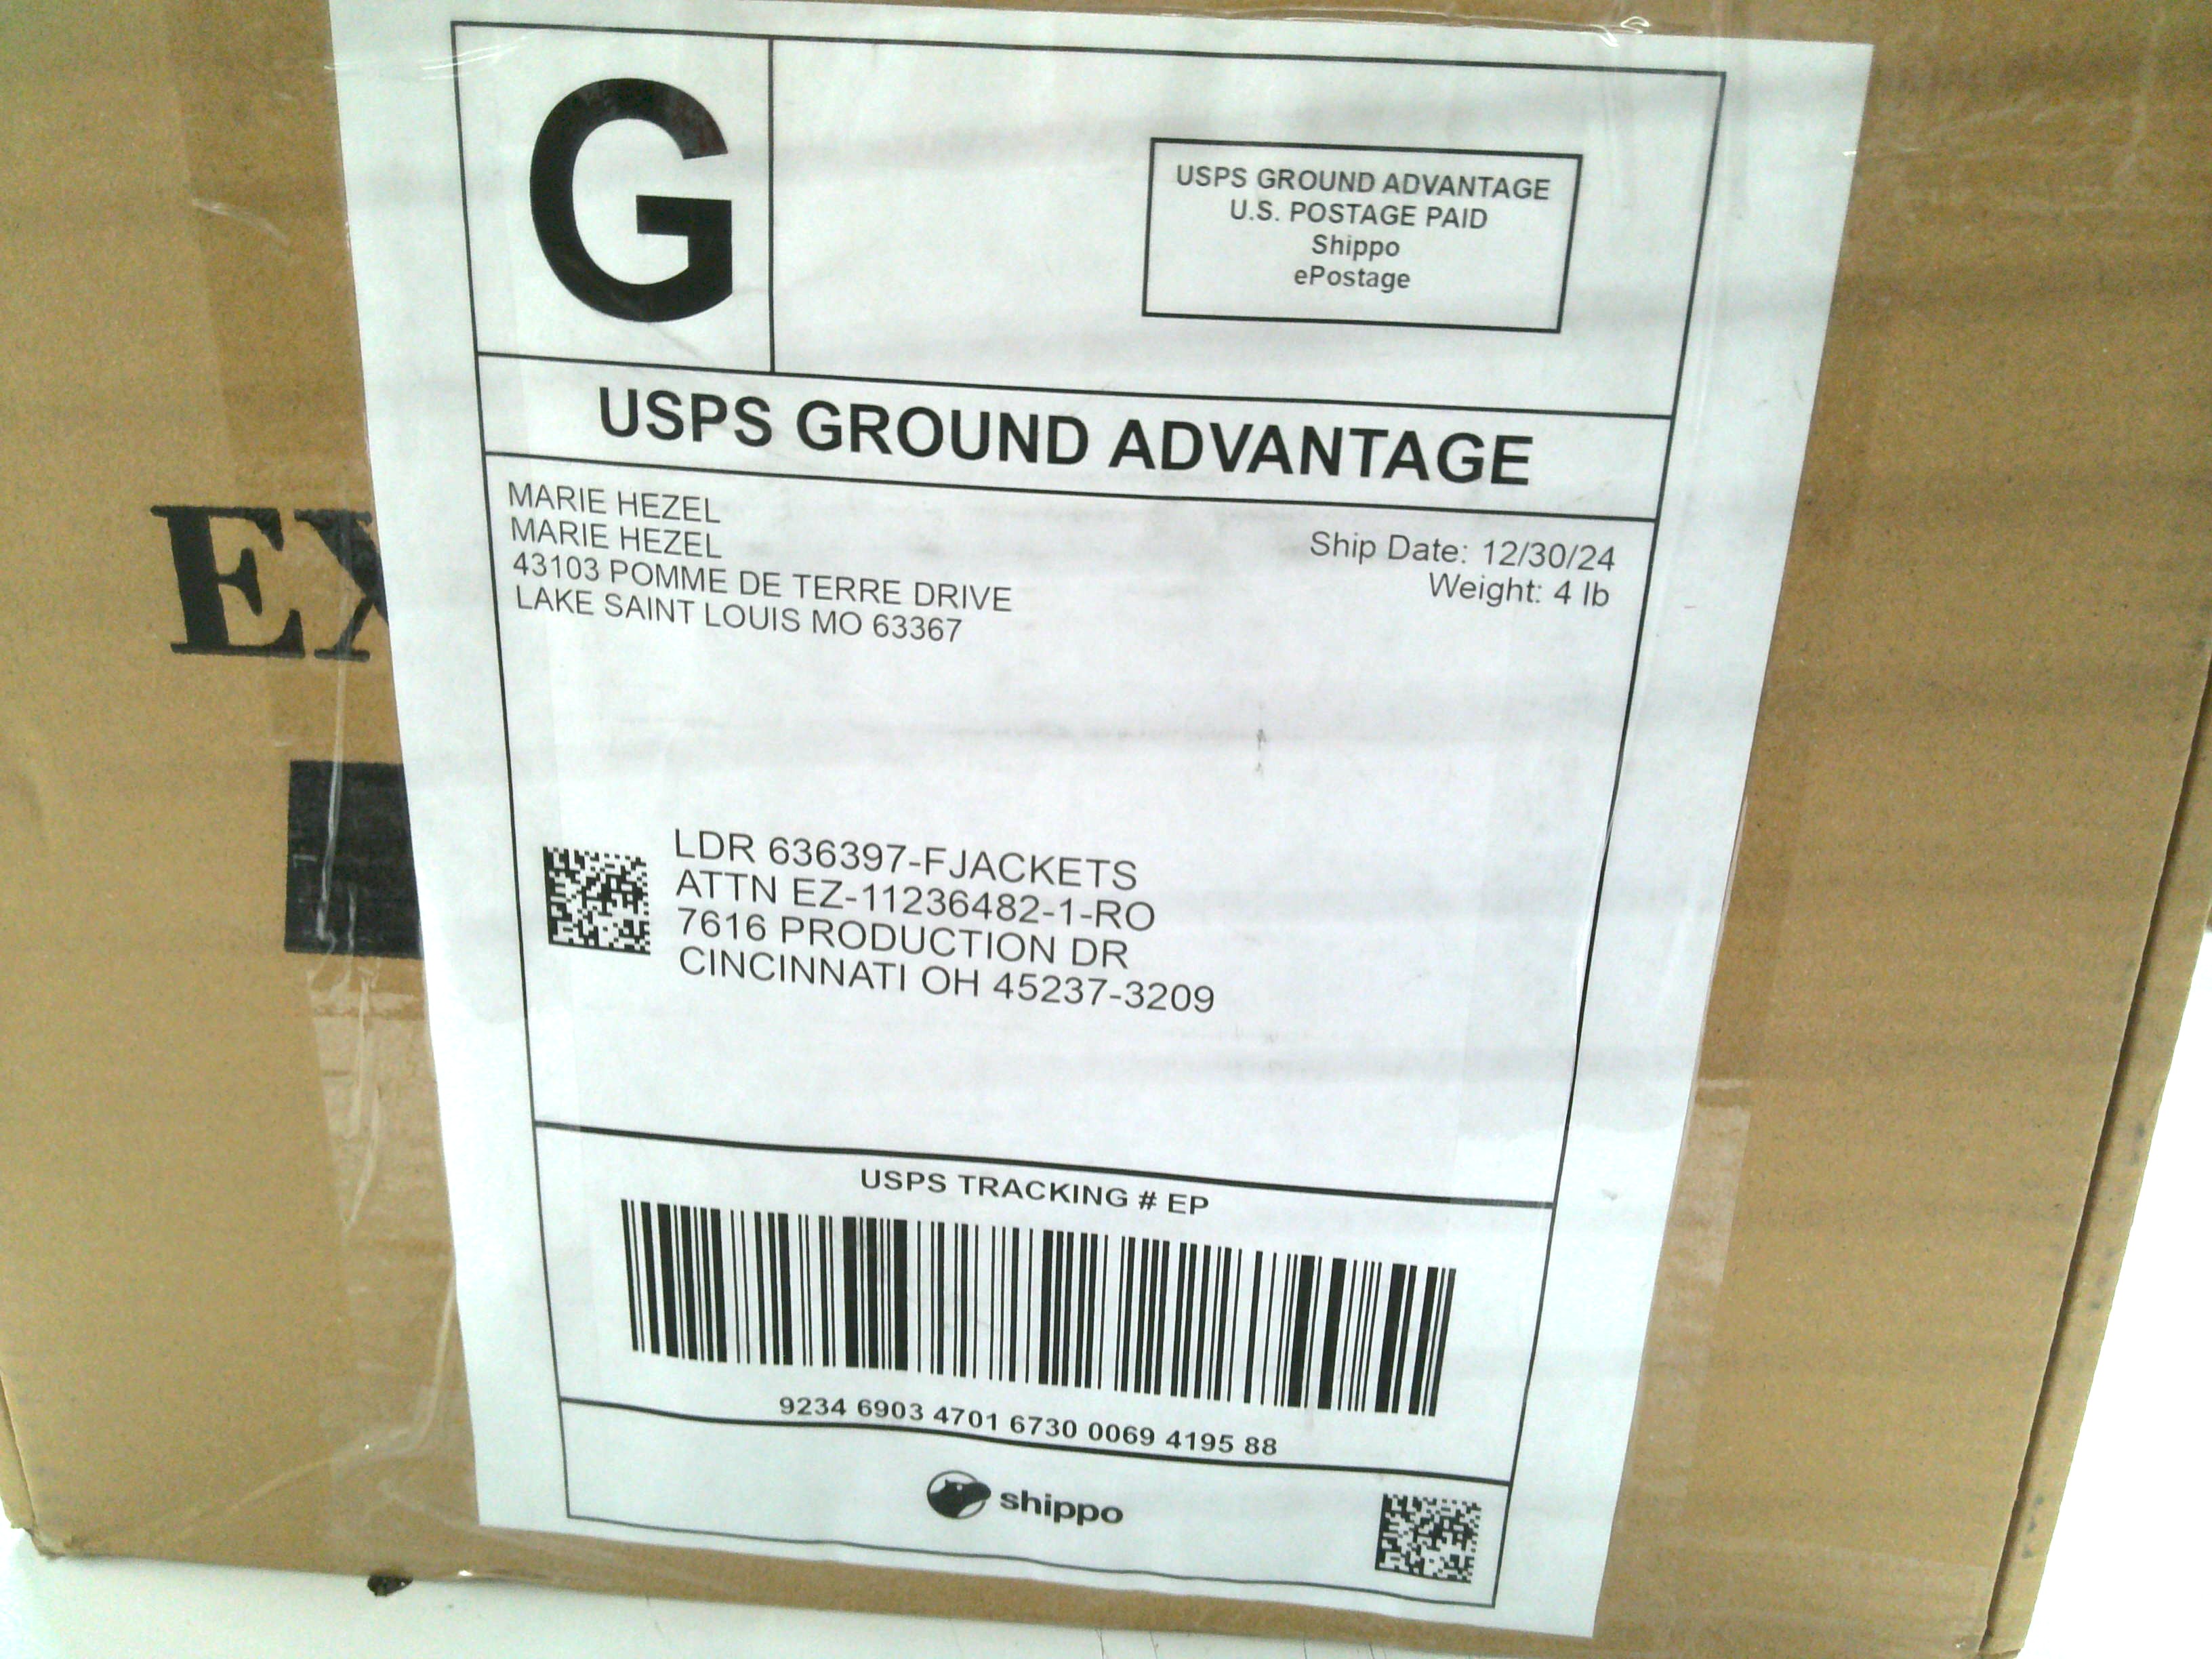 G
USPS GROUND ADVANTAGE
U.S. POSTAGE PAID
Shippo
ePostage
USPS GROUND ADVANTAGE
MARIE HEZEL
MARIE HEZEL
43103 POMME DE TERRE DRIVE
LAKE SAINT LOUIS MO 63367
Ship Date: 12/30/24
Weight: 4 lb
EX
LDR 636397-FJACKETS
ATTN EZ-11236482-1-RO
7616 PRODUCTION DR
CINCINNATI OH 45237-3209
USPS TRACKING # EP
9234 6903 4701 6730 0069 4195 88
shippo